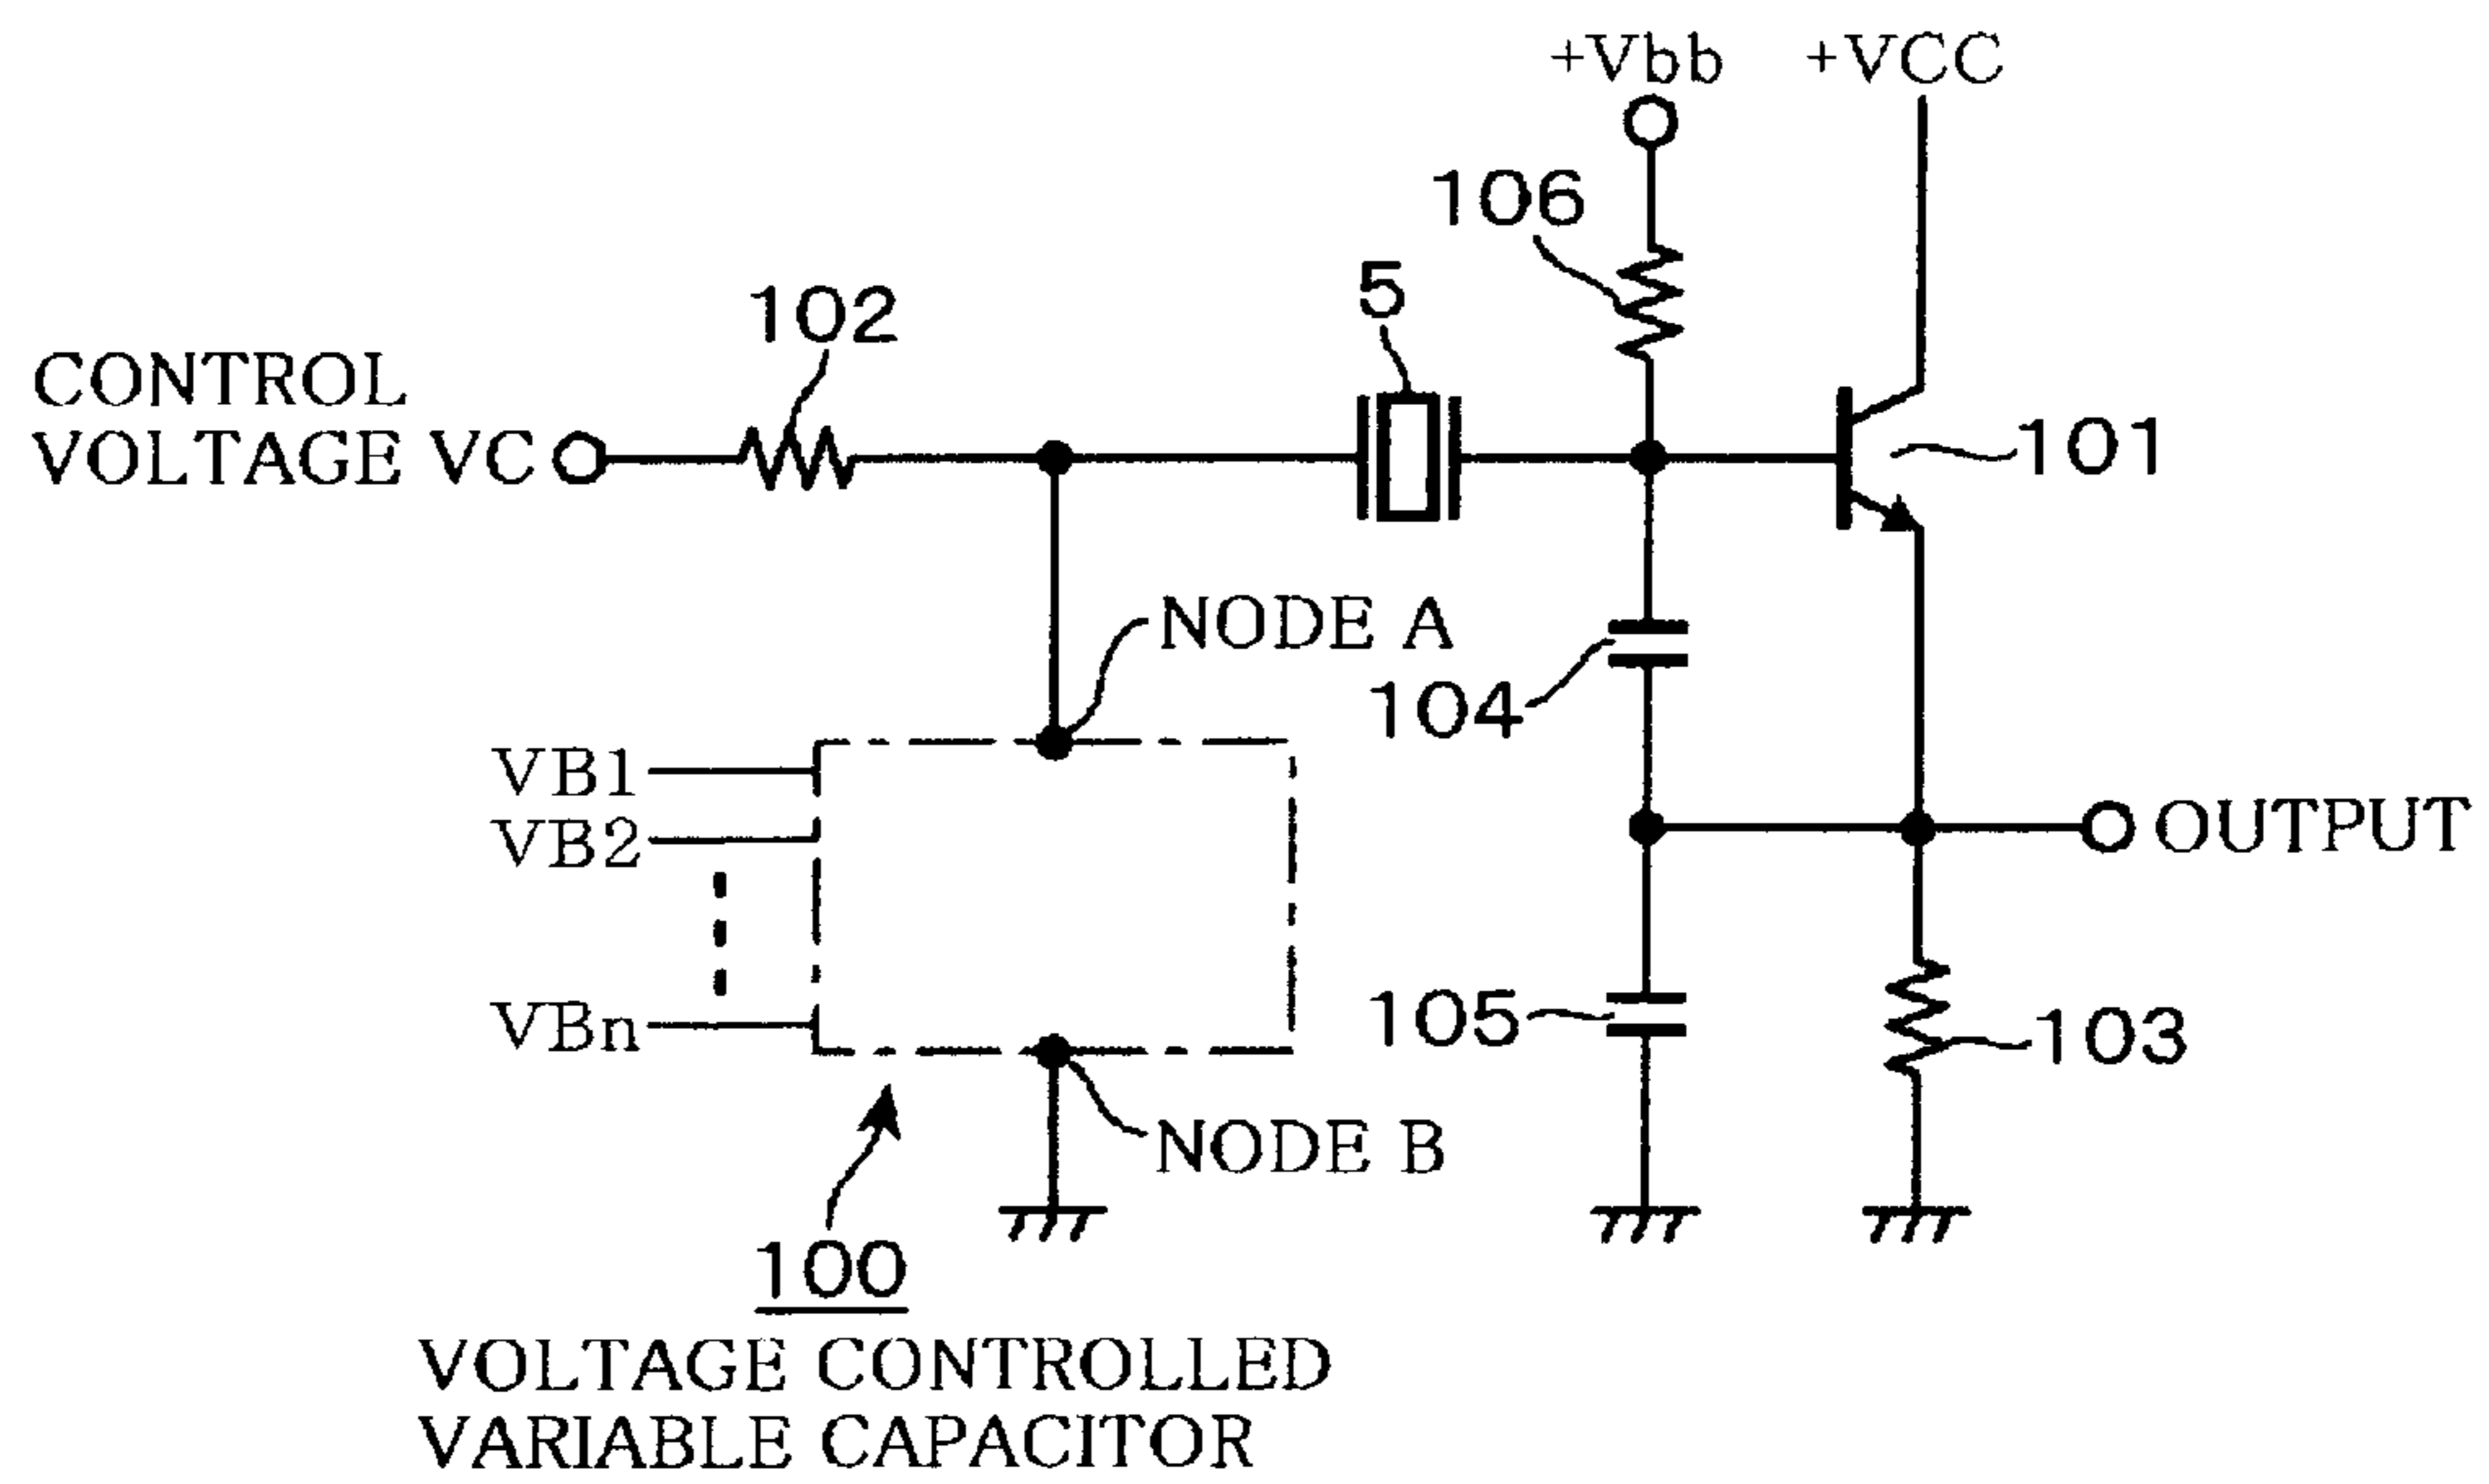 +Vbb
+VCC
106
5
102
CONTROL
VOLTAGE VC
101
NODE A
104
VB1
VB2
OUTPUT
VBn
105
103
NODE B
100
VOLTAGE CONTROLLED
VARIABLE CAPACITOR